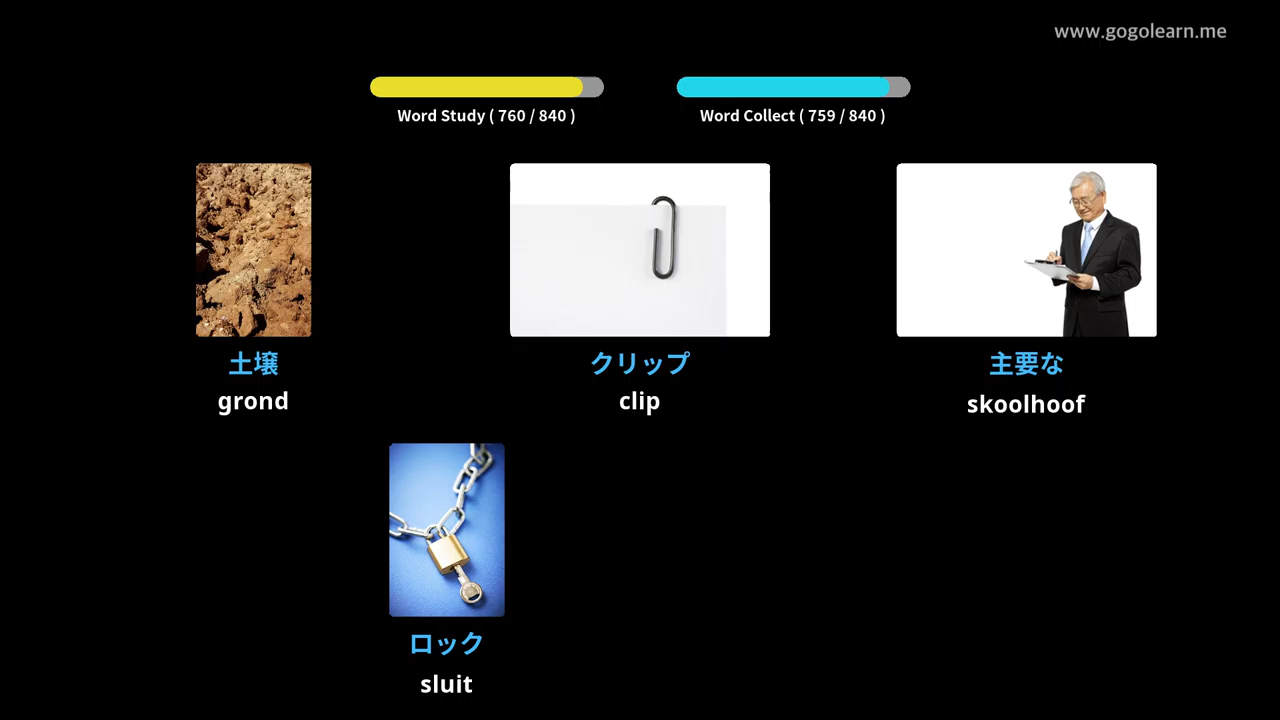 www.gogolearn.me
Word Study ( 760 / 840 )
Word Collect ( 759 / 840 )
土壌
grond
クリップ
clip
主要な
skoolhoof
ロック
sluit